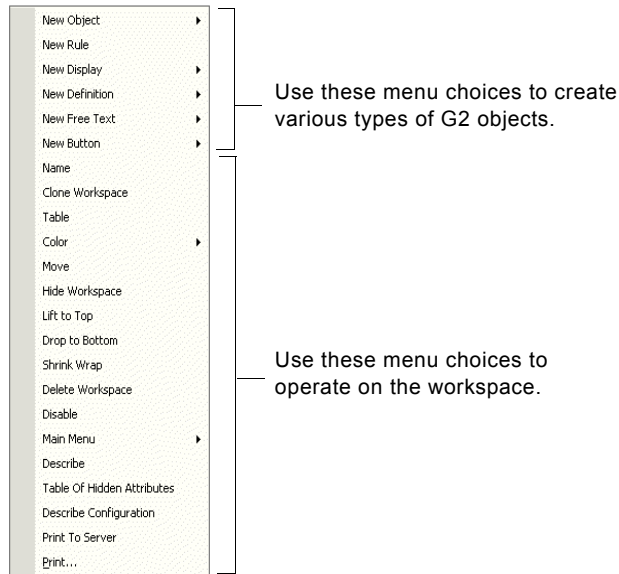 New Object
New Rule
New Display
New Definition
New Free Text
New Button
Name
Clone Workspace
Table
Color
Move
Hide Workspace
Lift to Top
Drop to Bottom
Shrink Wrap
Delete Workspace
Disable
Main Menu
Describe
Table Of Hidden Attributes
Describe Configuration
Print To Server
Print...
Use these menu choices to create
various types of G2 objects.
Use these menu choices to
operate on the workspace.